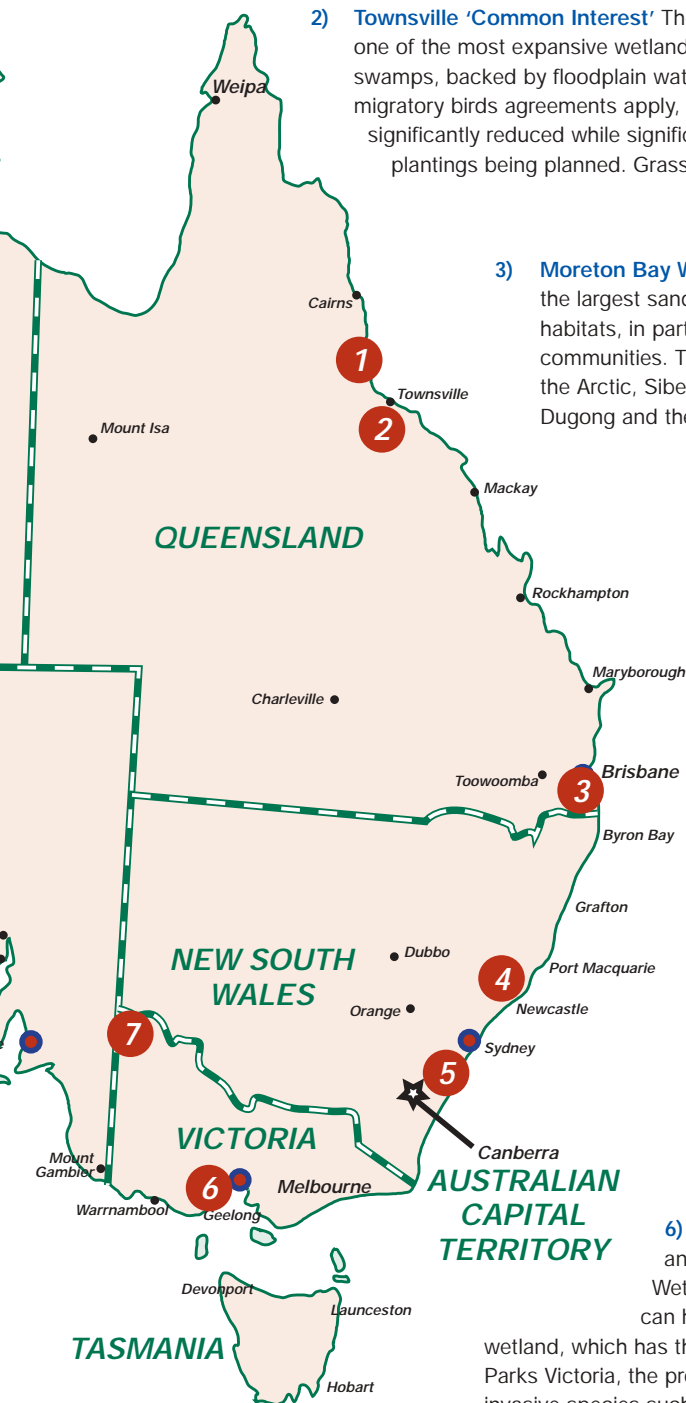 2) Townsville ‘Common Interest’
one of the most expansive wetland
swamps, backed by floodplain wat
migratory birds agreements apply,
significantly reduced while signific
plantings being planned. Grass
Weipa
3) Moreton Bay W
the largest sand
habitats, in part
communities. T
the Arctic, Sibe
Dugong and the
Cairns
1
Townsville
2
Mount Isa
Mackay
QUEENSLAND
Rockhampton
Maryborough
Charleville
Toowoomba
Brisbane
3
Byron Bay
Grafton
Dubbo
NEW SOUTH
WALES
4
Port Macquarie
Orange
Newcastle
7
Sydney
5
VICTORIA
Canberra
Mount
Gambier
6
Melbourne
AUSTRALIAN
CAPITAL
TERRITORY
Warrnambool
Geelong
6)
an
Wet
can h
wetland, which has th
Parks Victoria, the pr
invasive species such
Devonport
Launceston
TASMANIA
Hobart